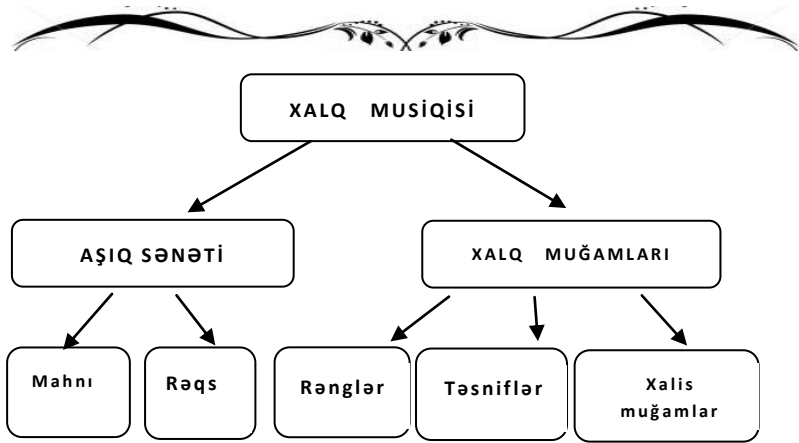 XALQ MUSİQİSİ
AŞIQ SƏNƏTİ
XALQ MUĞAMLARI
Mahnı
Rəqs
Rənglər
Təsniflər
Xalis
muğamlar